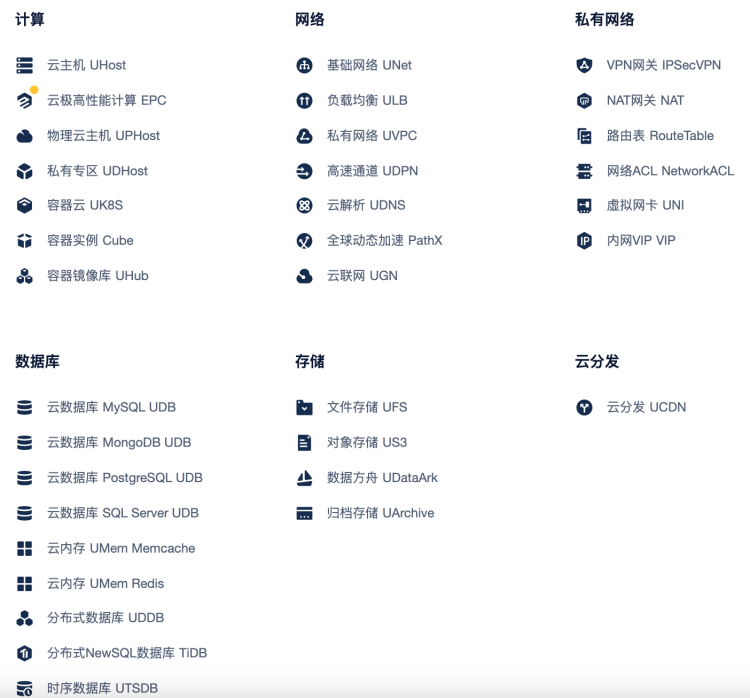 计算
云主机 UHost
云极高性能计算 EPC
物理云主机 UPHost
私有专区 UDHost
容器云 UK8S
容器实例 Cube
容器镜像库 UHub
网络
基础网络 UNet
负载均衡 ULB
私有网络 UVPC
高速通道 UDPN
云解析 UDNS
全球动态加速 PathX
云联网 UGN
私有网络
VPN网关 IPSecVPN
NAT网关 NAT
路由表 RouteTable
网络ACL NetworkACL
虚拟网卡 UNI
内网VIP VIP
数据库
云数据库 MySQL UDB
云数据库 MongoDB UDB
云数据库 PostgreSQL UDB
云数据库 SQL Server UDB
云内存 UMem Memcache
云内存 UMem Redis
分布式数据库 UDDB
分布式NewSQL数据库 TiDB
时序数据库 UTSDB
存储
文件存储 UFS
对象存储 US3
数据方舟 UDataArk
归档存储 UArchive
云分发
云分发 UCDN